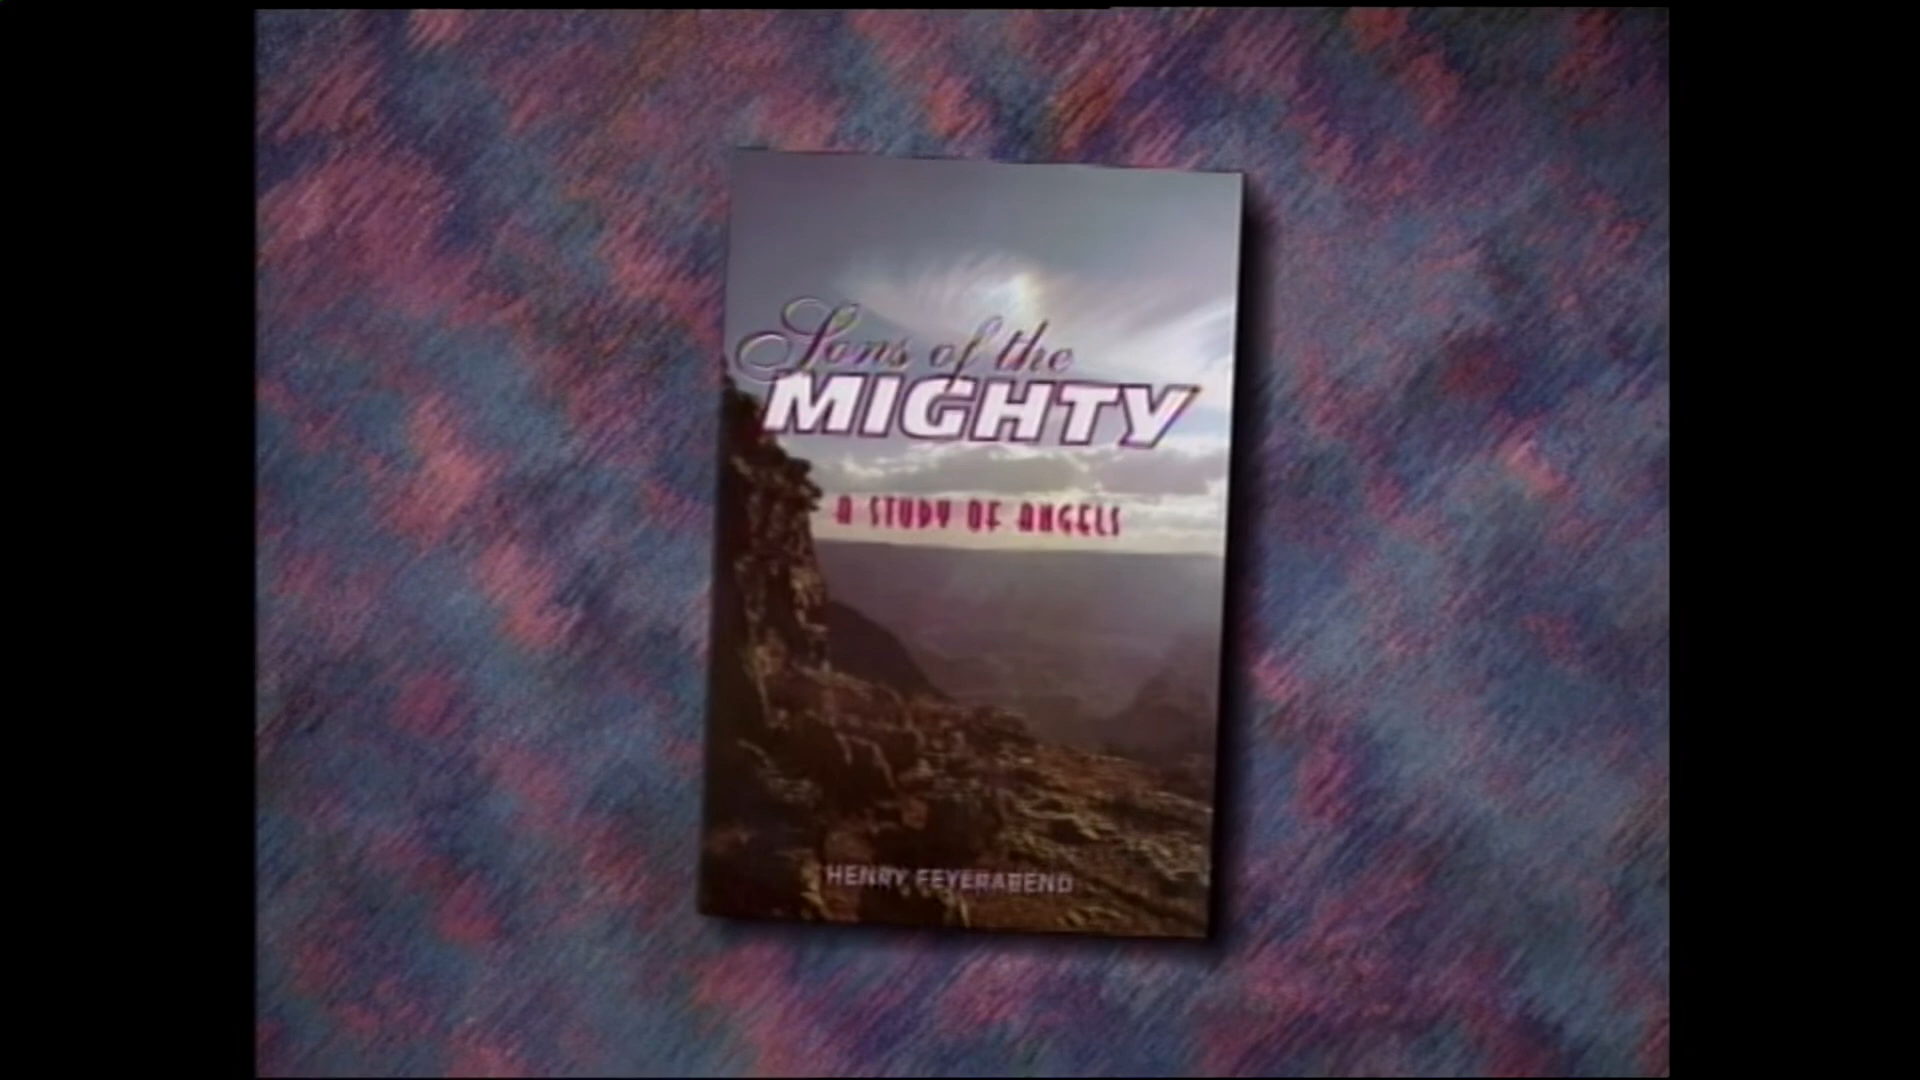 Sons of the
MIGHTY
A STUDY OF ANGELS
HENRY FEYERABEND